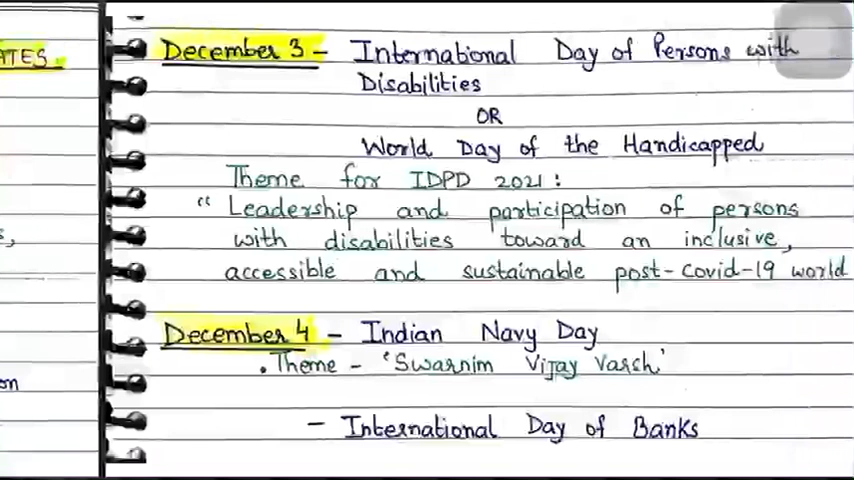 ATES.
December 3 - International Day of Persons with
Disabilities
OR
World Day of the Handicapped
Theme for IDPD 2021:
"Leadership and participation of persons
with disabilities toward an inclusive,
accessible and sustainable post-covid-19 world
December 4 - Indian Navy Day
• Theme - 'Swarnim Vijay Varsh'
- International Day of Banks